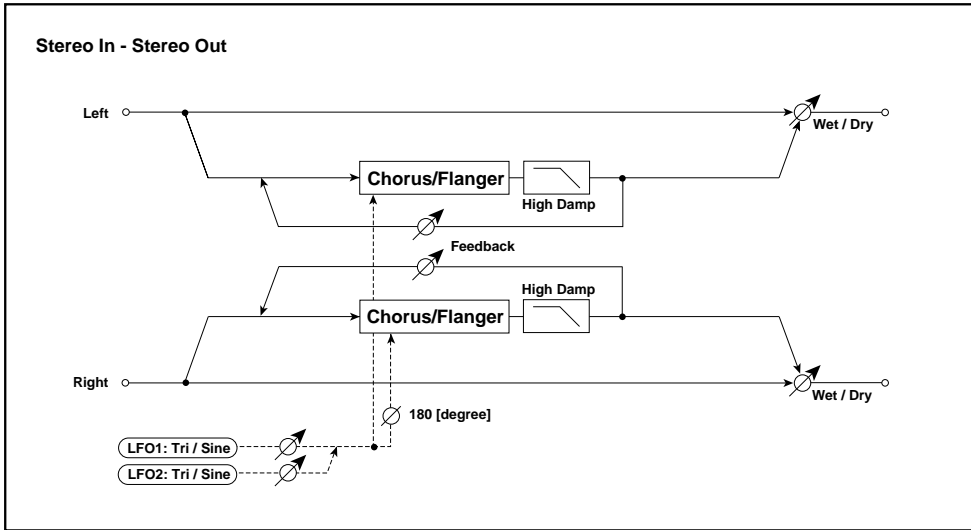 Stereo In - Stereo Out
Left
Wet / Dry
Chorus/Flanger
High Damp
Feedback
High Damp
Chorus/Flanger
Right
Wet / Dry
180 [degree]
LFO1: Tri / Sine
LFO2: Tri / Sine